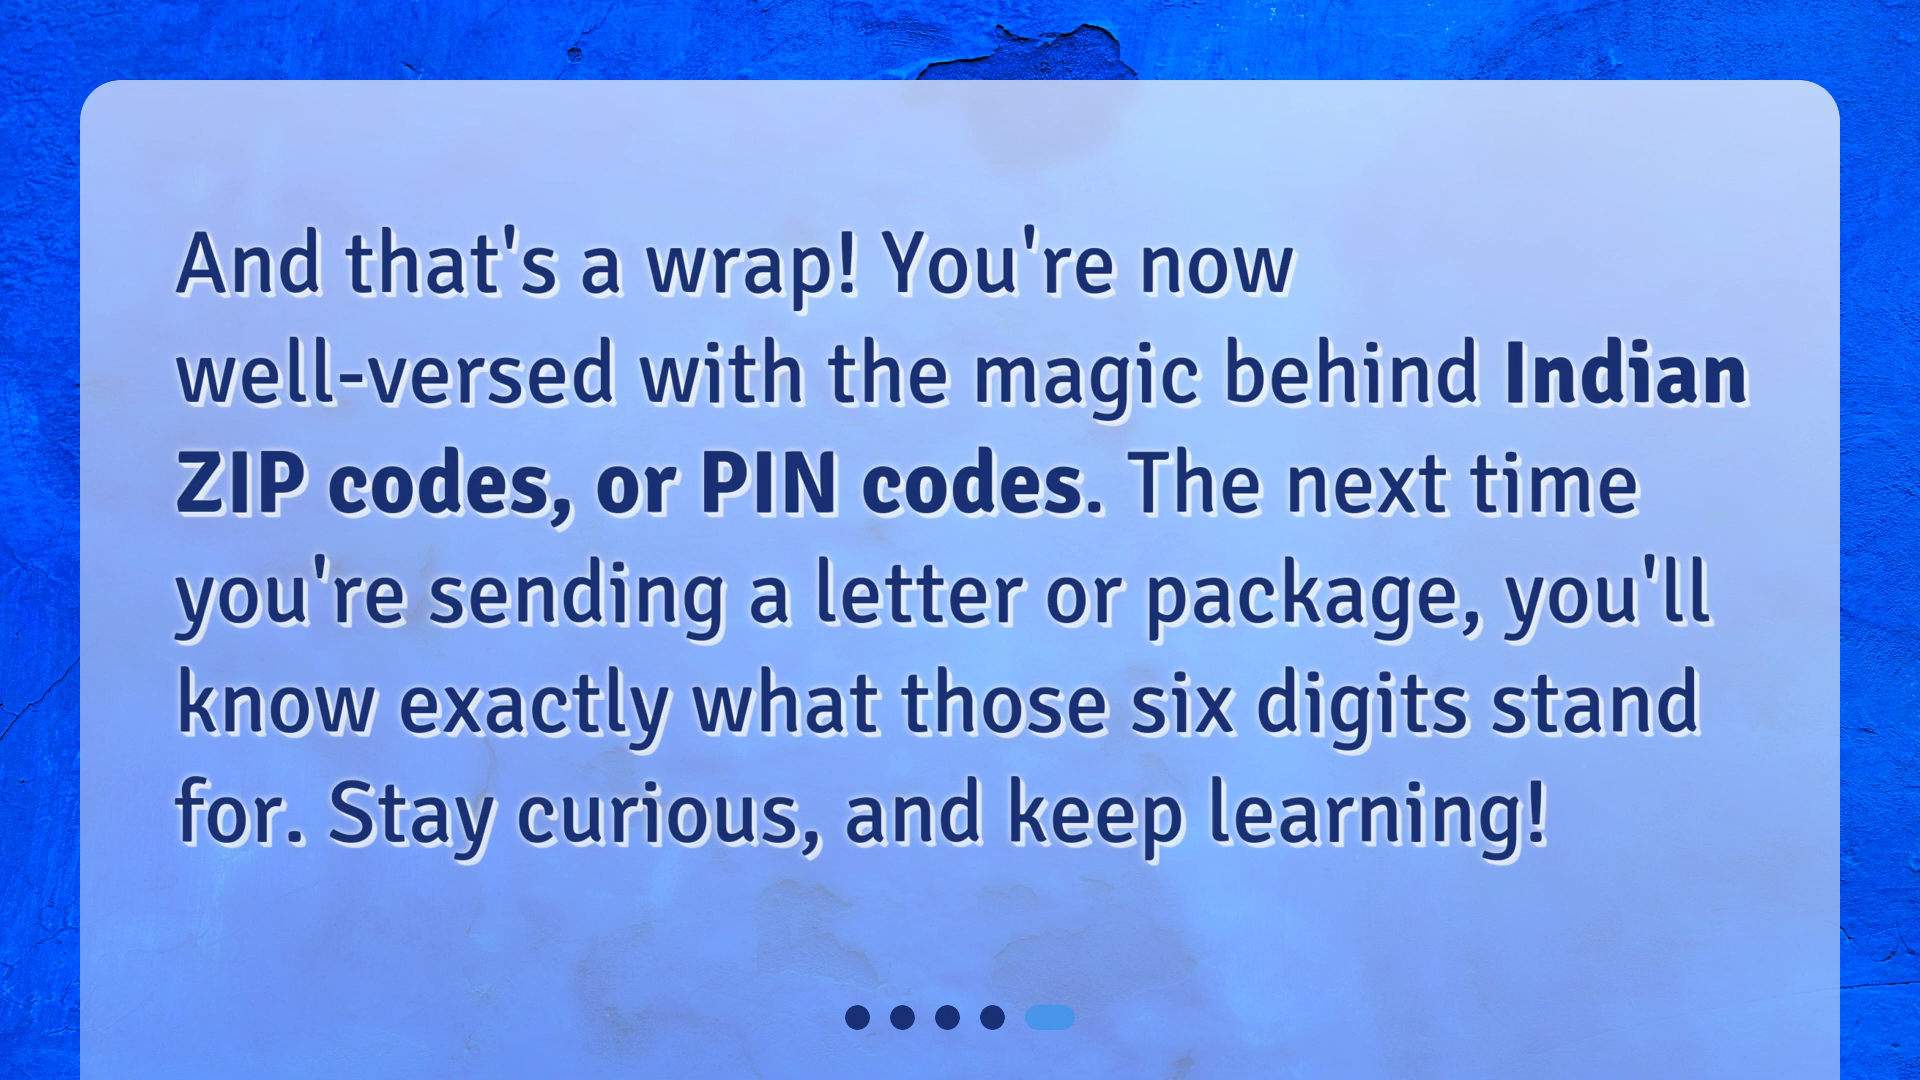 And that's a wrap! You're now
well-versed with the magic behind Indian
ZIP codes, or PIN codes. The next time
you're sending a letter or package, you'll
know exactly what those six digits stand
for. Stay curious, and keep learning!